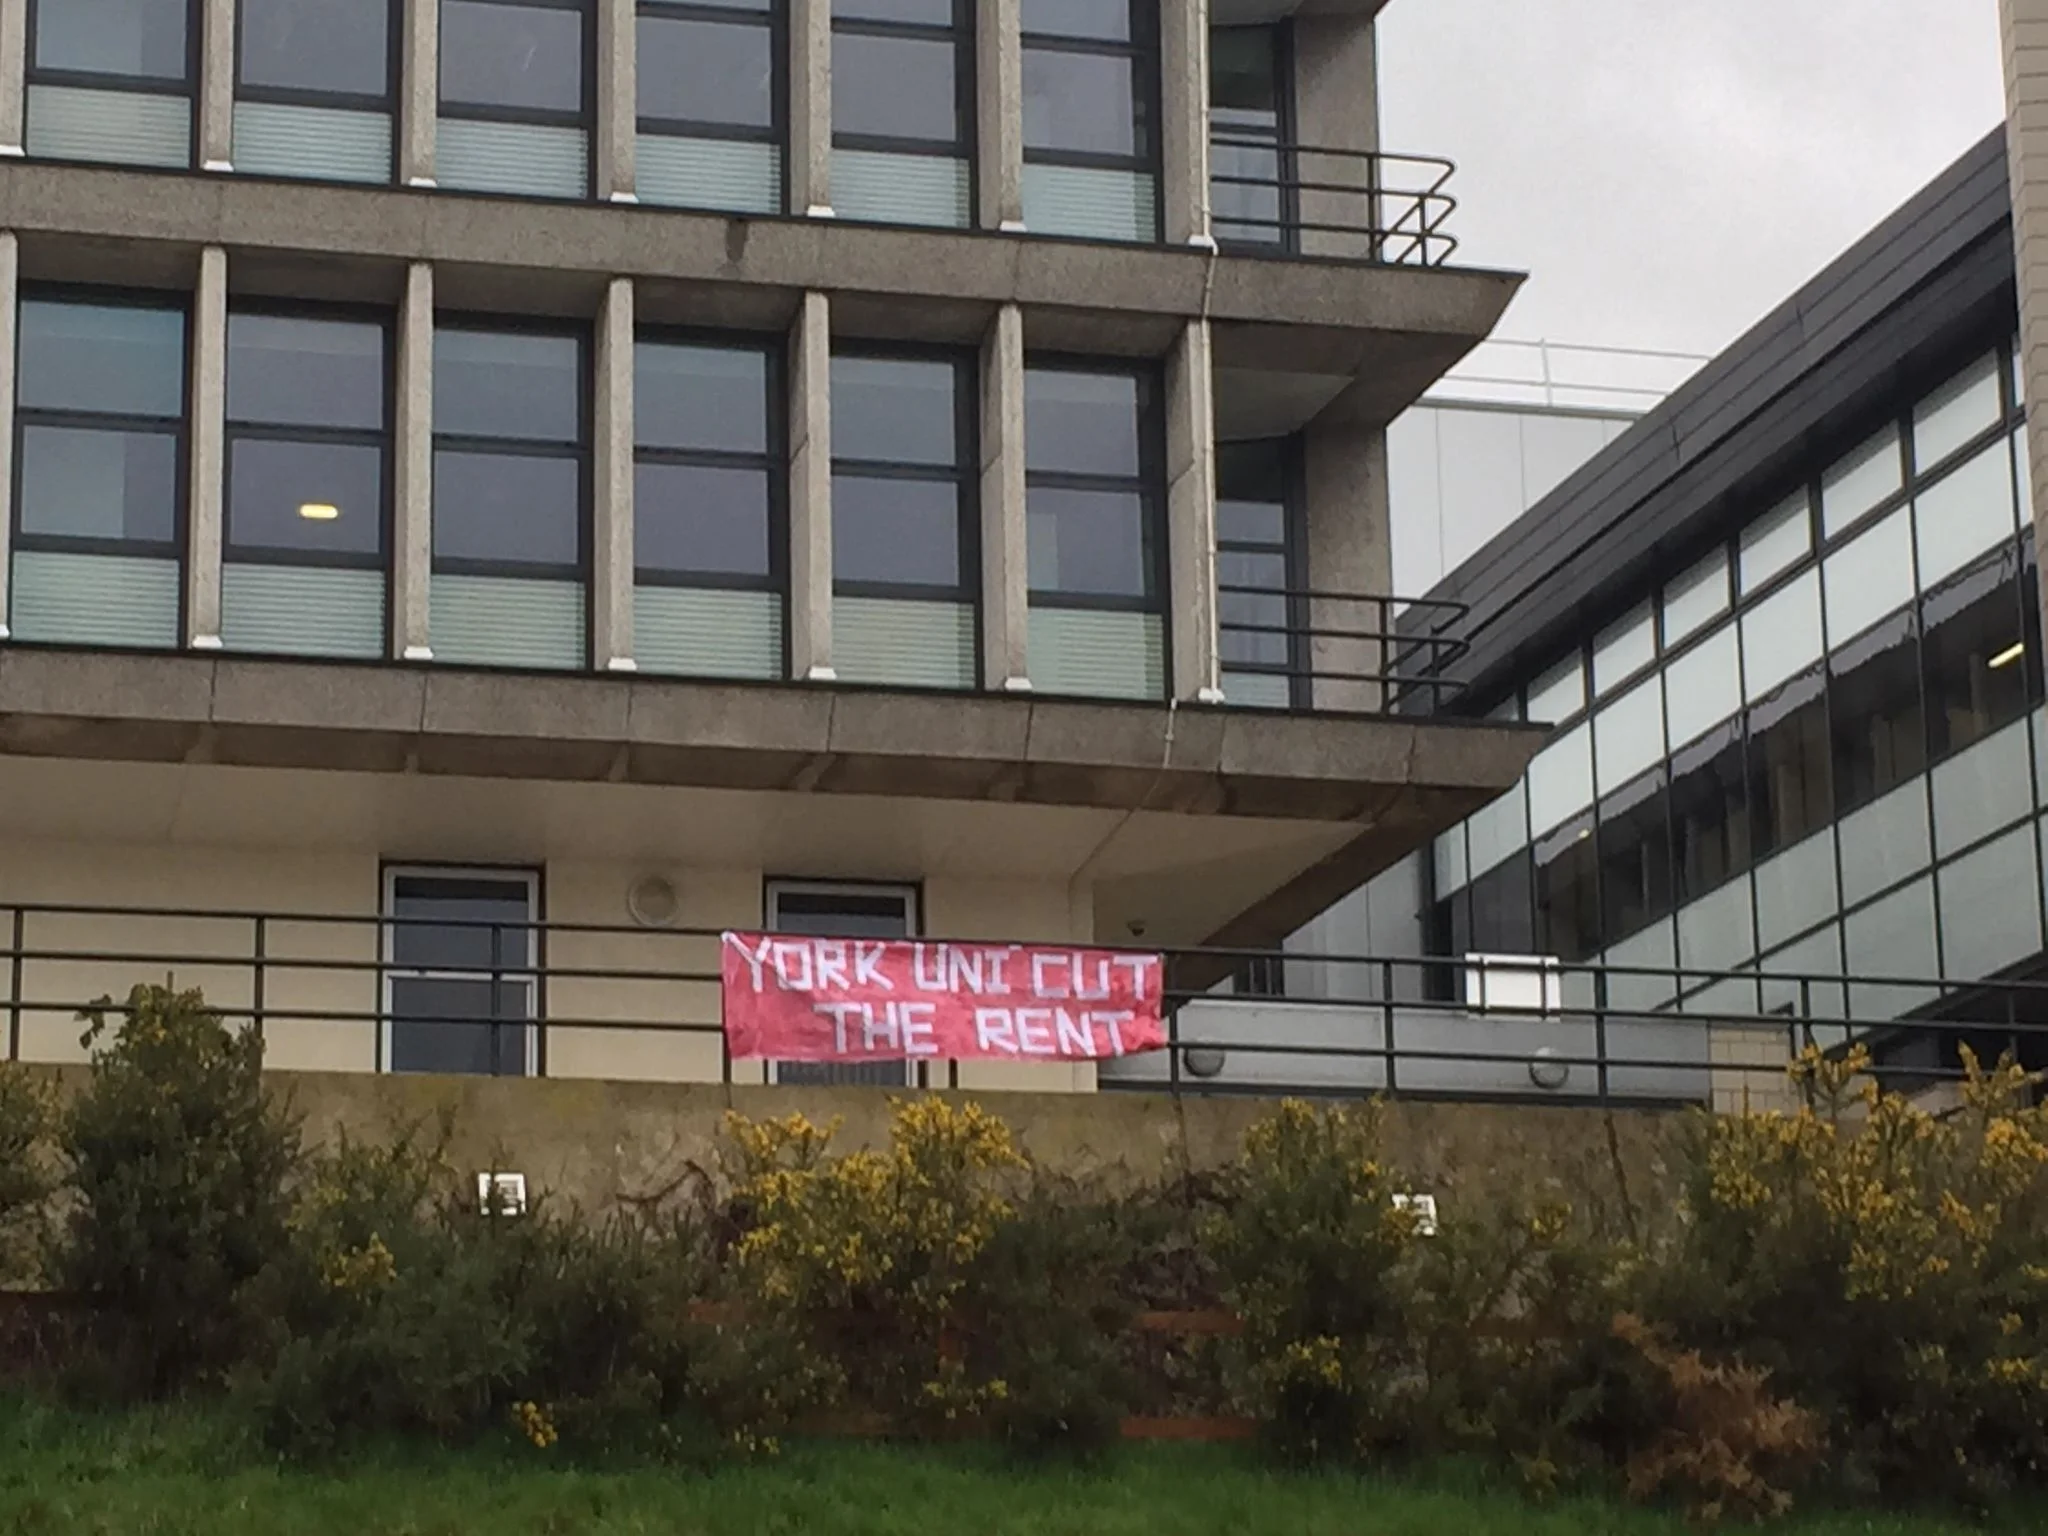 YORK UNI CUT
THE RENT